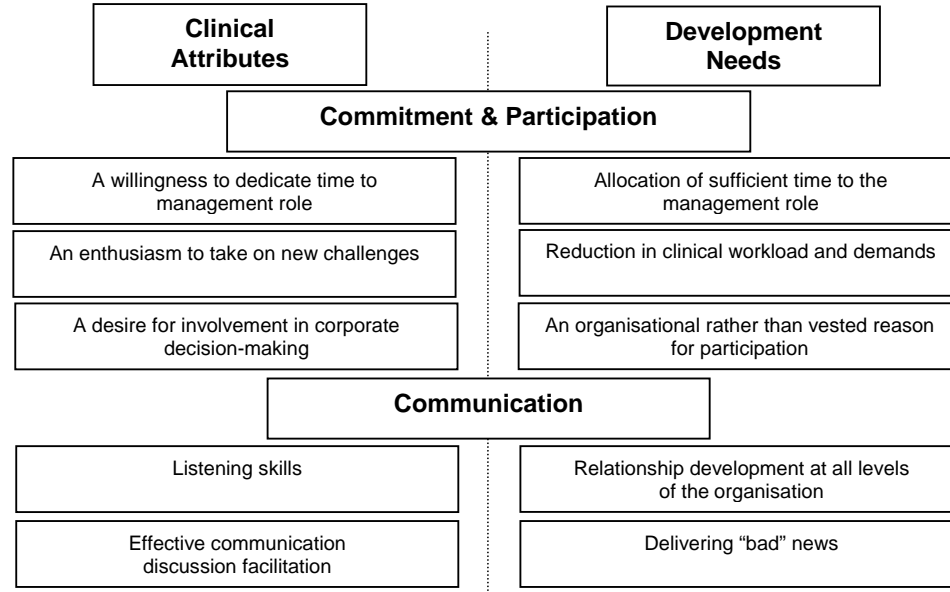 Clinical
Attributes
Development
Needs
Commitment & Participation
A willingness to dedicate time to
management role
Allocation of sufficient time to the
management role
An enthusiasm to take on new challenges
Reduction in clinical workload and demands
A desire for involvement in corporate
decision-making
An organisational rather than vested reason
for participation
Communication
Listening skills
Relationship development at all levels
of the organisation
Effective communication
discussion facilitation
Delivering “bad” news